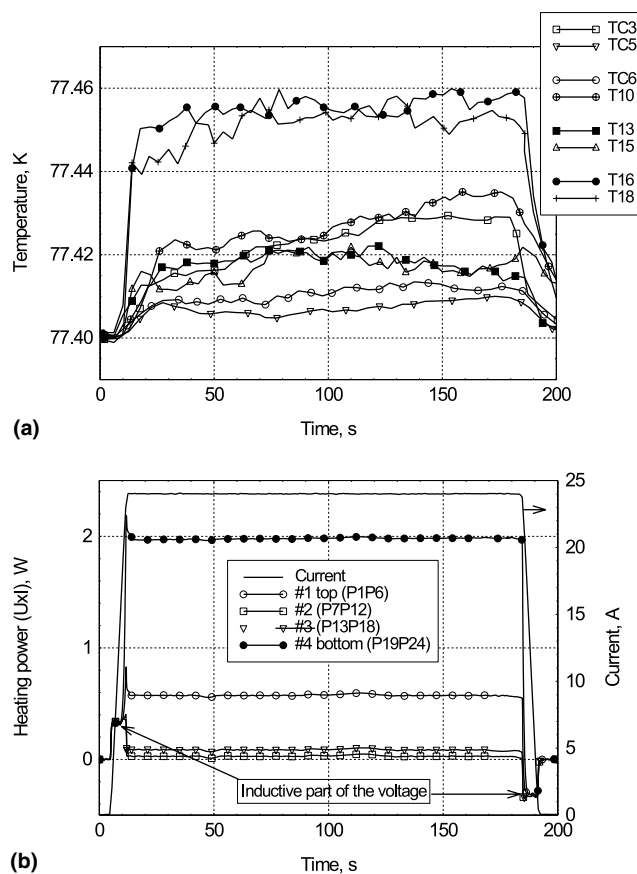 TC3
TC5
TC6
T10
T13
T15
T16
T18
77.46
77.44
77.42
77.40
Temperature, K
0 50 100 150 200
Time, s
(a)
2
1
0
Heating power (UxI), W
24
20
15
10
5
0
Current, A
Current
#1 top (P1P6)
#2 (P7P12)
#3 (P13P18)
#4 bottom (P19P24)
Inductive part of the voltage
0 50 100 150 200
Time, s
(b)